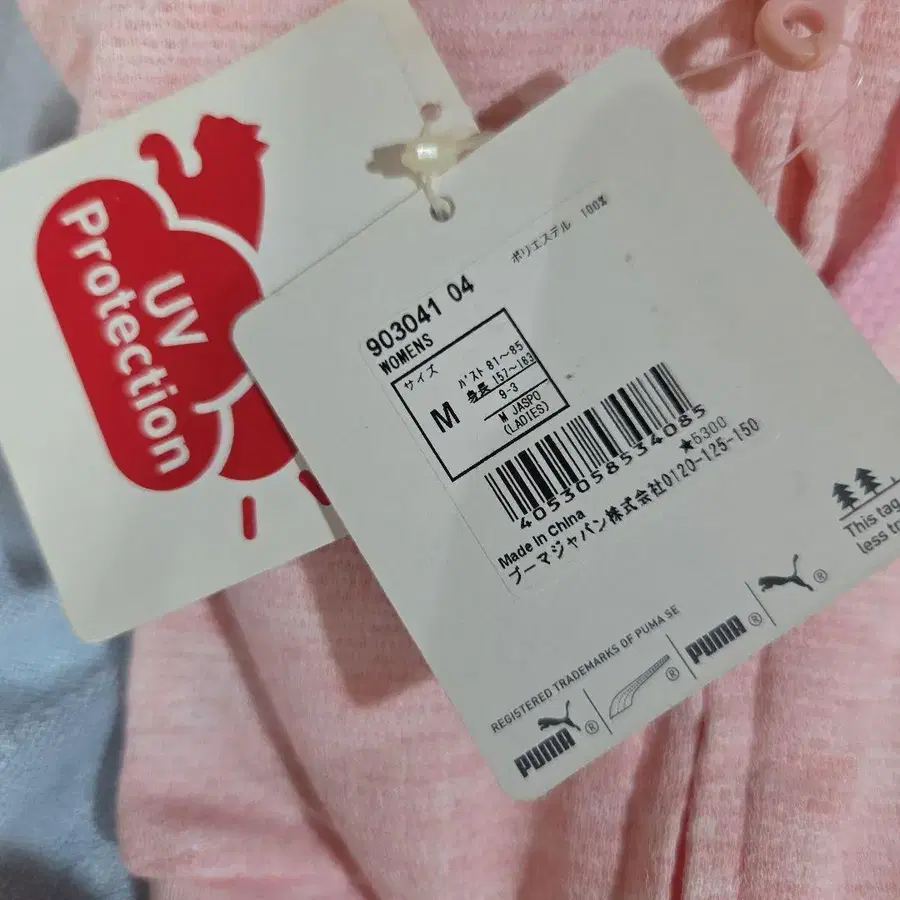 UV
Protection
ポリエステル 100%
903041 04
WOMENS
サイズ
M
バスト 81〜85
身長 157〜163
9-3
M JASPO
(LADIES)
4053058534085
★6300
Made in China
プーマジャパン株式会社0120-125-150
This tag
less
REGISTERED TRADEMARKS OF PUMA SE
PUMA ®
®
PUMA ®
®